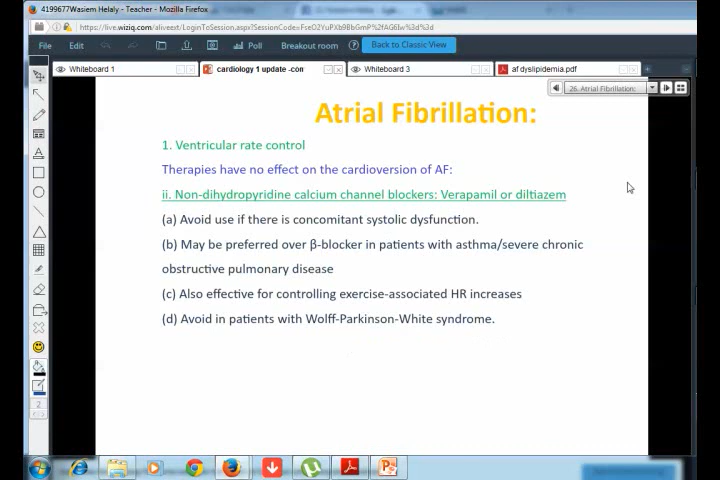 4199677Wasiem Helaly - Teacher - Mozilla Firefox
File Edit Poll Breakout room Back to Classic View
Whiteboard 1 cardiology 1 update -con Whiteboard 3 af dyslipidemia.pdf
26. Atrial Fibrillation:
Atrial Fibrillation:
1. Ventricular rate control
Therapies have no effect on the cardioversion of AF:
ii. Non-dihydropyridine calcium channel blockers: Verapamil or diltiazem
(a) Avoid use if there is concomitant systolic dysfunction.
(b) May be preferred over β-blocker in patients with asthma/severe chronic
obstructive pulmonary disease
(c) Also effective for controlling exercise-associated HR increases
(d) Avoid in patients with Wolff-Parkinson-White syndrome.